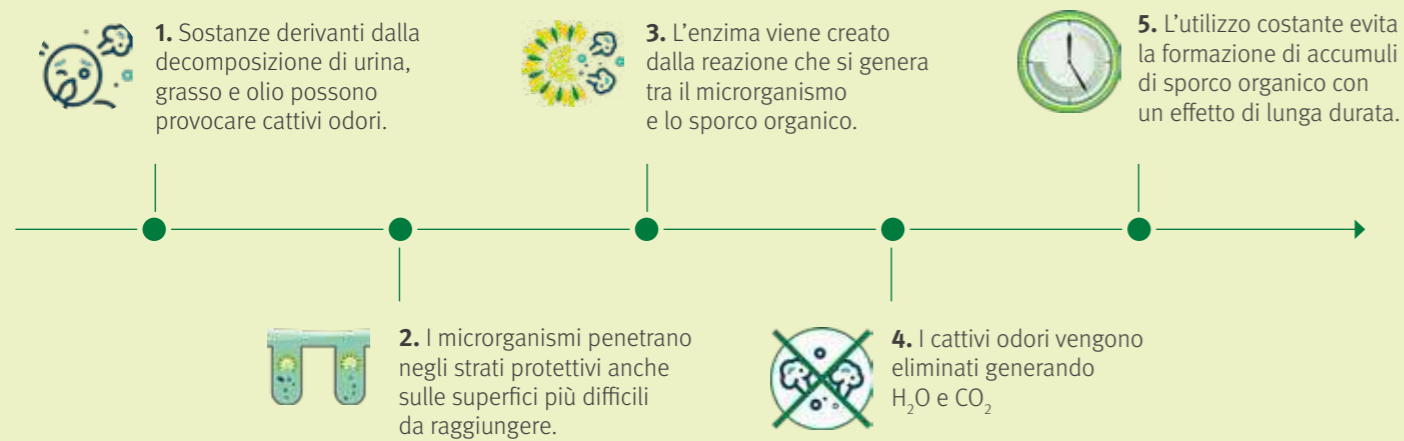 1. Sostanze derivanti dalla
decomposizione di urina,
grasso e olio possono
provocare cattivi odori.
2. I microrganismi penetrano
negli strati protettivi anche
sulle superfici più difficili
da raggiungere.
3. L’enzima viene creato
dalla reazione che si genera
tra il microrganismo
e lo sporco organico.
4. I cattivi odori vengono
eliminati generando
H₂O e CO₂
5. L’utilizzo costante evita
la formazione di accumuli
di sporco organico con
un effetto di lunga durata.